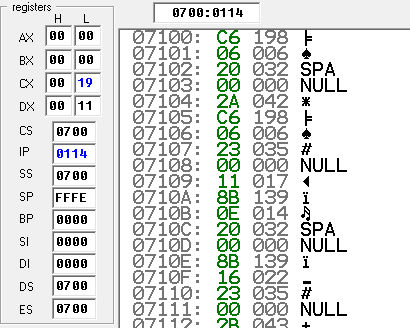 registers
H L
AX 00 00
BX 00 00
CX 00 19
DX 00 11
CS 0700
IP 0114
SS 0700
SP FFFE
BP 0000
SI 0000
DI 0000
DS 0700
ES 0700
0700:0114
07100: C6 198 ╞
07101: 06 006 ♠
07102: 20 032 SPA
07103: 00 000 NULL
07104: 2A 042 *
07105: C6 198 ╞
07106: 06 006 ♠
07107: 23 035 #
07108: 00 000 NULL
07109: 11 017 ◄
0710A: 8B 139 ï
0710B: 0E 014 ♫
0710C: 20 032 SPA
0710D: 00 000 NULL
0710E: 8B 139 ï
0710F: 16 022 ▬
07110: 23 035 #
07111: 00 000 NULL
07112: 2B 043 +